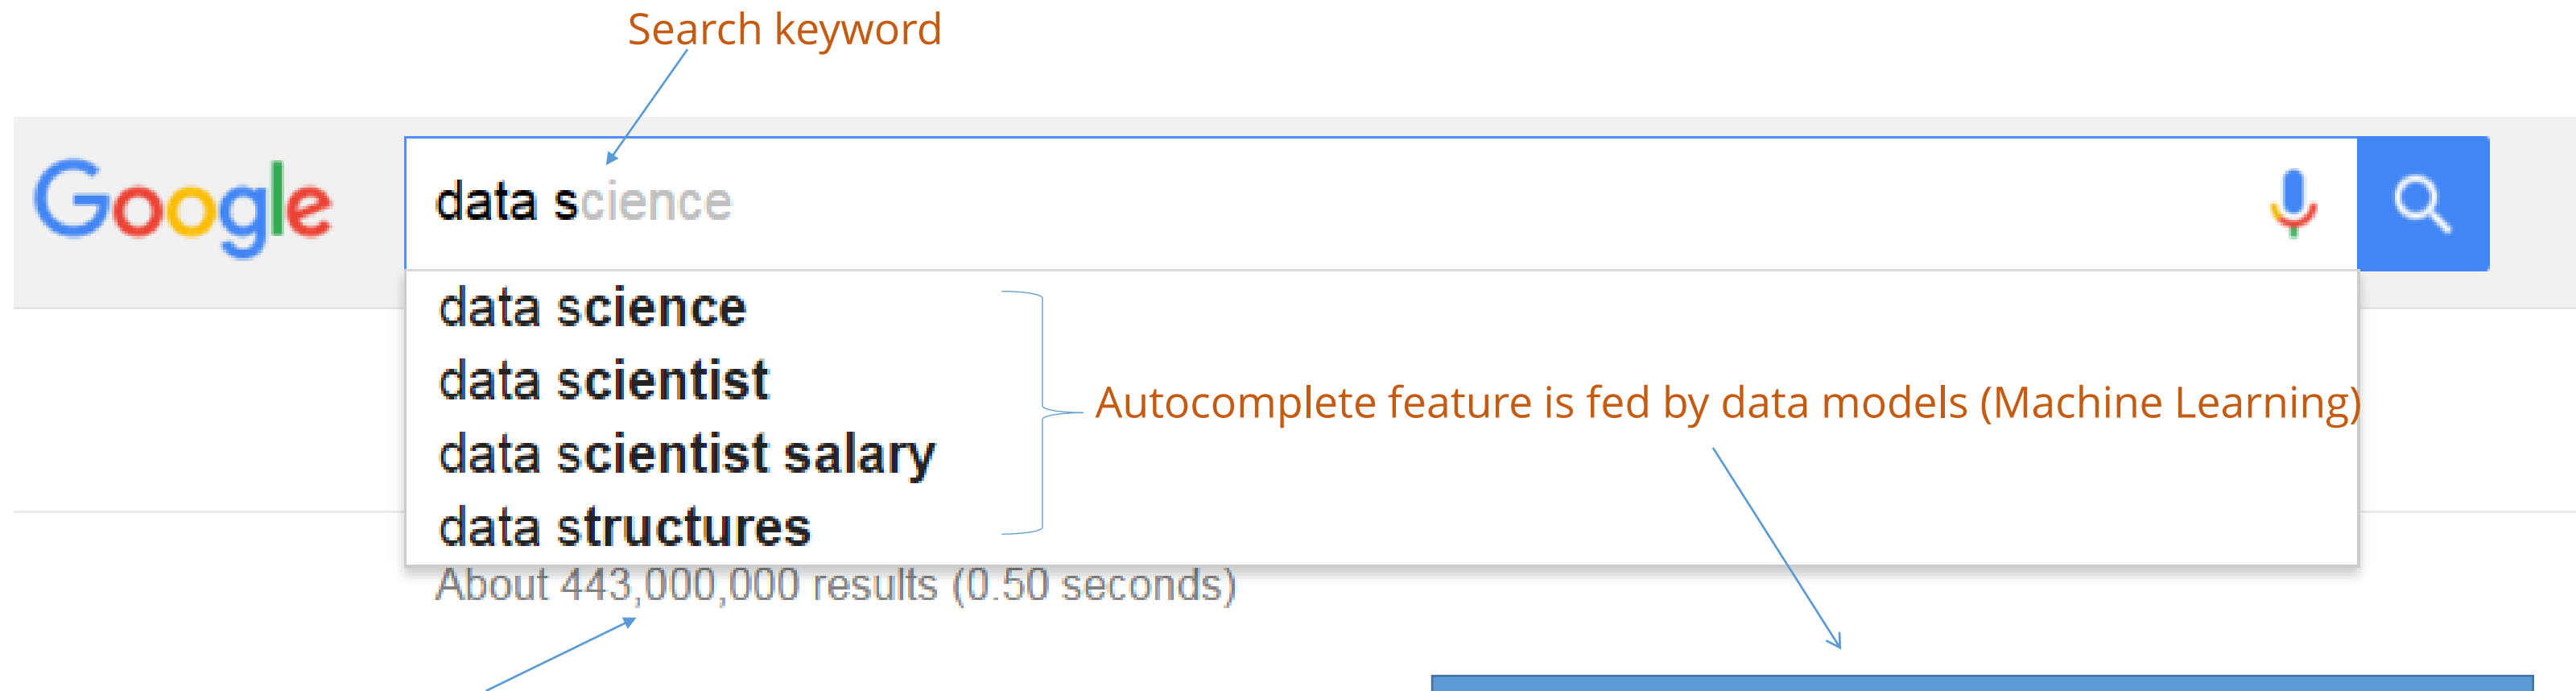 Search keyword
Google
data science
data science
data scientist
data scientist salary
data structures
Autocomplete feature is fed by data models (Machine Learning)
About 443,000,000 results (0.50 seconds)